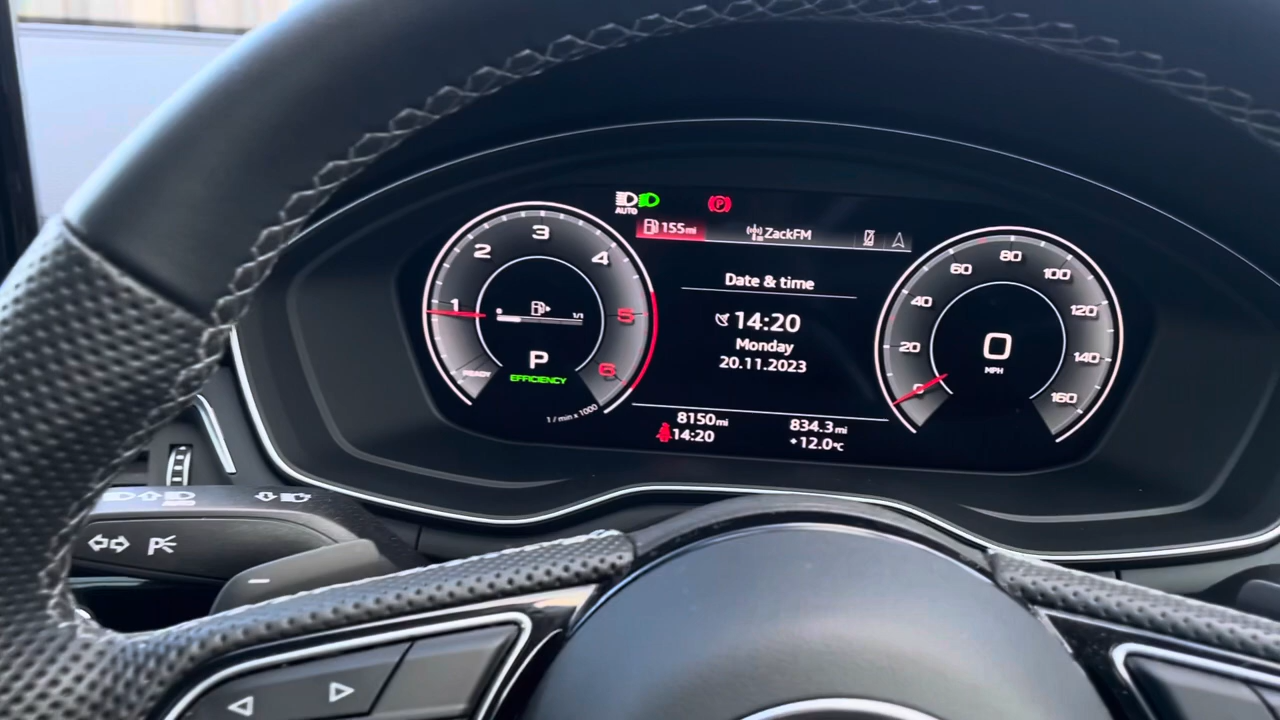 AUTO
P
155mi
ZackFM
Date & time
14:20
Monday
20.11.2023
8150mi
834.3mi
14:20
+12.0°C
1
2
3
4
5
6
0
1/1
P
EFFICIENCY
READY
1 / min x 1000
0
20
40
60
80
100
120
140
160
0
MPH
P